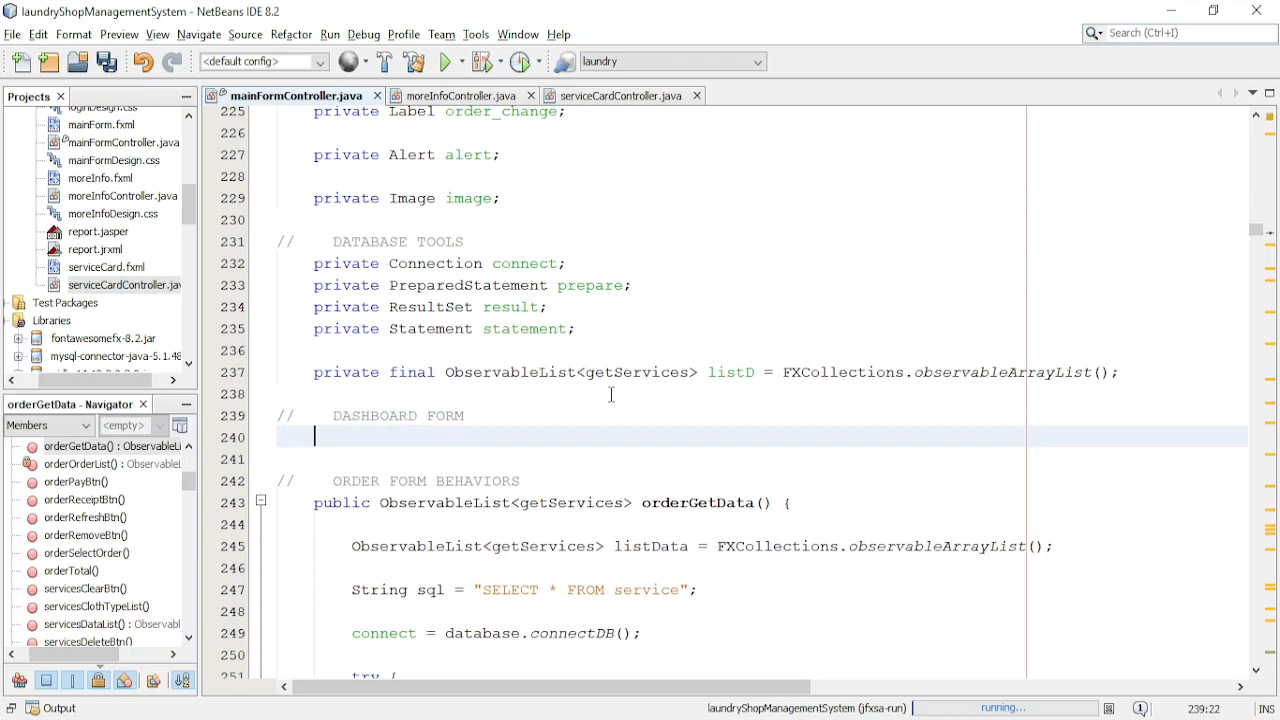 laundryShopManagementSystem - NetBeans IDE 8.2
File Edit Format Preview View Navigate Source Refactor Run Debug Profile Team Tools Window Help
Search (Ctrl+I)
<default config>
laundry
Projects
mainFormController.java
moreInfoController.java
serviceCardController.java
loginDesign.css
mainForm.fxml
mainFormController.java
mainFormDesign.css
moreInfo.fxml
moreInfoController.java
moreInfoDesign.css
report.jasper
report.jrxml
serviceCard.fxml
serviceCardController.jav
Test Packages
Libraries
fontawesomefx-8.2.jar
mysql-connector-java-5.1.48
orderGetData - Navigator
Members
<empty>
orderGetData() : ObservableLi
orderOrderList() : Observabl
orderPayBtn()
orderReceiptBtn()
orderRefreshBtn()
orderRemoveBtn()
orderSelectOrder()
orderTotal()
servicesClearBtn()
servicesClothTypeList()
servicesDataList() : Observabl
servicesDeleteBtn()
225 private Label order_change;
226
227 private Alert alert;
228
229 private Image image;
230
231 // DATABASE TOOLS
232 private Connection connect;
233 private PreparedStatement prepare;
234 private ResultSet result;
235 private Statement statement;
236
237 private final ObservableList<getServices> listD = FXCollections.observableArrayList();
238
239 // DASHBOARD FORM
240
241
242 // ORDER FORM BEHAVIORS
243 public ObservableList<getServices> orderGetData() {
244
245 ObservableList<getServices> listData = FXCollections.observableArrayList();
246
247 String sql = "SELECT * FROM service";
248
249 connect = database.connectDB();
250
251 try {
Output
laundryShopManagementSystem (jfxsa-run)
running...
1
239:22
INS